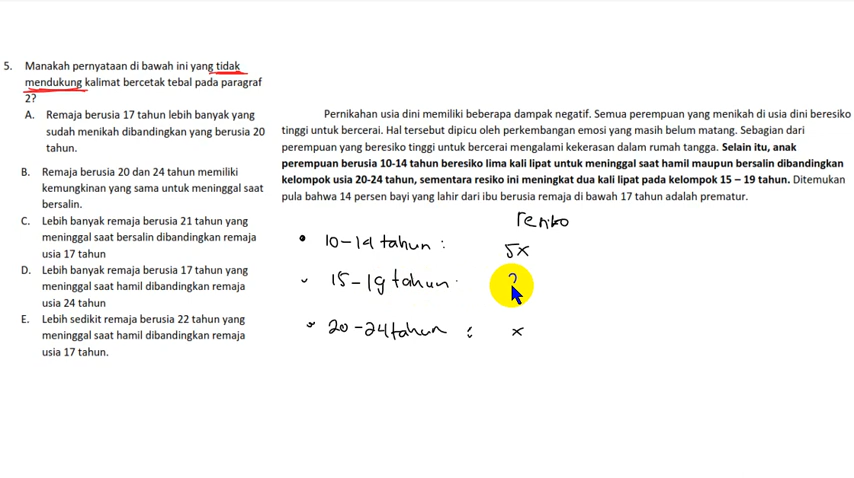 5. Manakah pernyataan di bawah ini yang tidak
mendukung kalimat bercetak tebal pada paragraf
2?
A. Remaja berusia 17 tahun lebih banyak yang
sudah menikah dibandingkan yang berusia 20
tahun.
B. Remaja berusia 20 dan 24 tahun memiliki
kemungkinan yang sama untuk meninggal saat
bersalin.
C. Lebih banyak remaja berusia 21 tahun yang
meninggal saat bersalin dibandingkan remaja
usia 17 tahun
D. Lebih banyak remaja berusia 17 tahun yang
meninggal saat hamil dibandingkan remaja
usia 24 tahun
E. Lebih sedikit remaja berusia 22 tahun yang
meninggal saat hamil dibandingkan remaja
usia 17 tahun.
Pernikahan usia dini memiliki beberapa dampak negatif. Semua perempuan yang menikah di usia dini beresiko
tinggi untuk bercerai. Hal tersebut dipicu oleh perkembangan emosi yang masih belum matang. Sebagian dari
perempuan yang beresiko tinggi untuk bercerai mengalami kekerasan dalam rumah tangga. Selain itu, anak
perempuan berusia 10-14 tahun beresiko lima kali lipat untuk meninggal saat hamil maupun bersalin dibandingkan
kelompok usia 20-24 tahun, sementara resiko ini meningkat dua kali lipat pada kelompok 15 – 19 tahun. Ditemukan
pula bahwa 14 persen bayi yang lahir dari ibu berusia remaja di bawah 17 tahun adalah prematur.
resiko
• 10-14 tahun : 5x
15-19 tahun
• 20-24 tahun : x